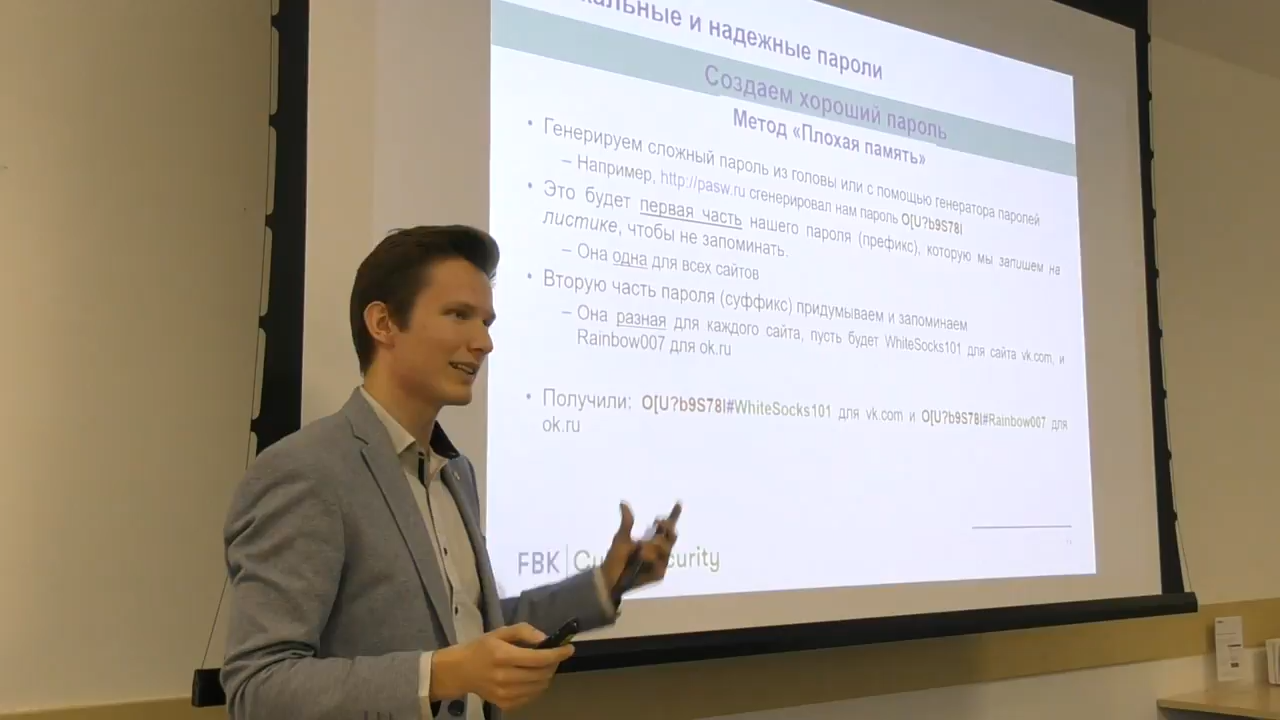 и надежные пароли
Создаем хороший пароль
Метод «Плохая память»
• Генерируем сложный пароль из головы или с помощью генератора паролей
– Например, http://pasw.ru сгенерировал нам пароль O[U?b9S78l
• Это будет первая часть нашего пароля (префикс), которую мы запишем на
листике, чтобы не запоминать.
– Она одна для всех сайтов
• Вторую часть пароля (суффикс) придумываем и запоминаем
– Она разная для каждого сайта, пусть будет WhiteSocks101 для сайта vk.com, и
Rainbow007 для ok.ru
• Получили: O[U?b9S78l#WhiteSocks101 для vk.com и O[U?b9S78l#Rainbow007 для
ok.ru
FBK